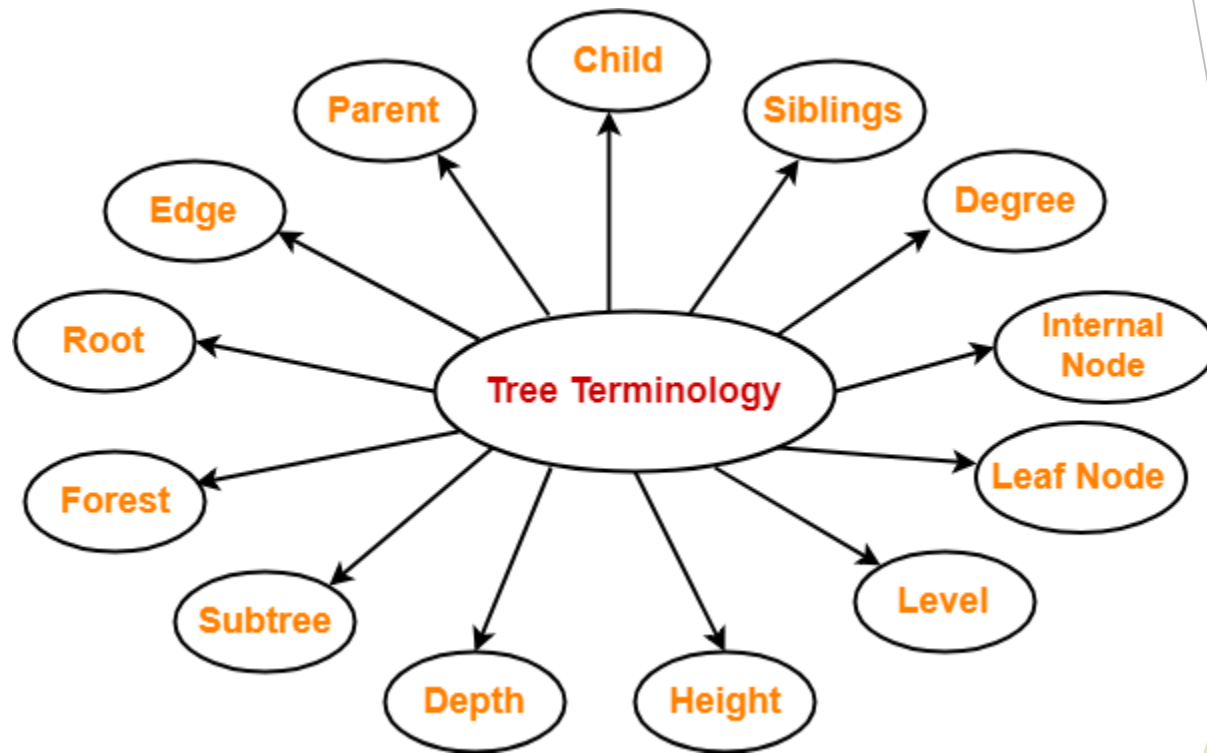 Child
Parent
Siblings
Edge
Degree
Root
Internal
Node
Tree Terminology
Forest
Leaf Node
Subtree
Level
Depth
Height